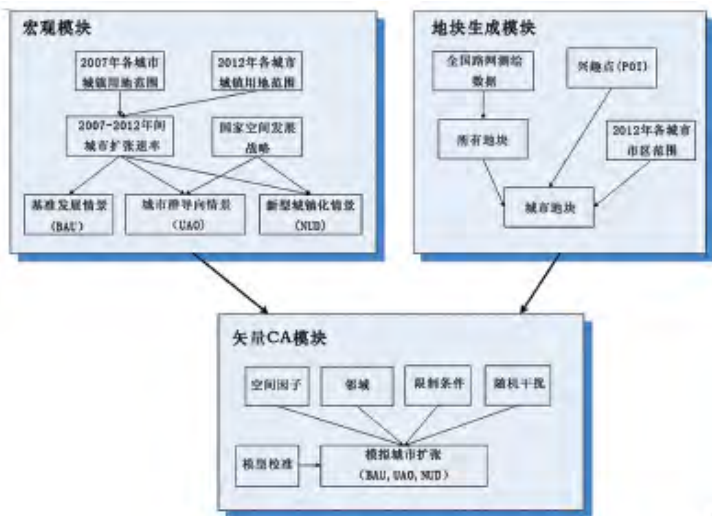 宏观模块
2007年各城市
城镇用地范围
2012年各城市
城镇用地范围
2007-2012年间
城市扩张速率
国家空间发展
战略
基准发展情景
(BAU)
城市群导向情景
(UAO)
新型城镇化情景
(NUD)
地块生成模块
全国路网测绘
数据
兴趣点(POI)
所有地块
2012年各城市
市区范围
城市地块
矢量CA模块
空间因子
邻域
限制条件
随机干扰
模型校准
模拟城市扩张
(BAU,UAO,NUD)